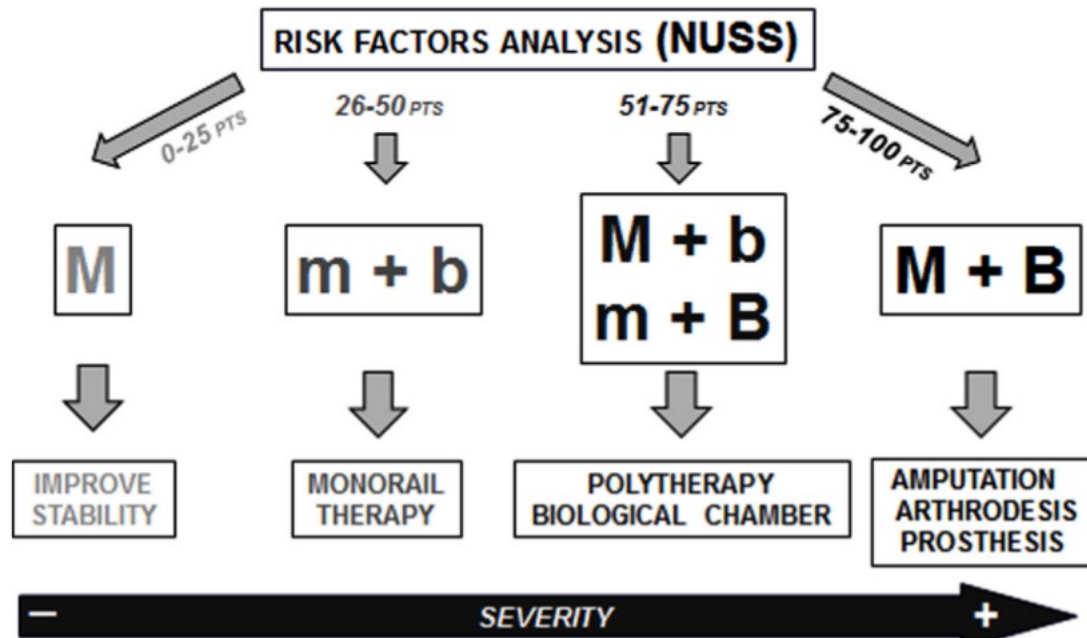 RISK FACTORS ANALYSIS (NUSS)
0-25 PTS
26-50 PTS
51-75 PTS
75-100 PTS
M
m + b
M + b
m + B
M + B
IMPROVE
STABILITY
MONORAIL
THERAPY
POLYTHERAPY
BIOLOGICAL CHAMBER
AMPUTATION
ARTHRODESIS
PROSTHESIS
− SEVERITY +